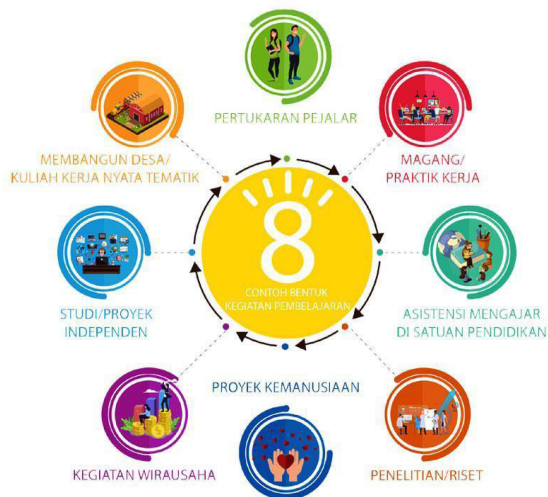 PERTUKARAN PEJALAR
MAGANG/
PRAKTIK KERJA
ASISTENSI MENGAJAR
DI SATUAN PENDIDIKAN
PENELITIAN/RISET
PROYEK KEMANUSIAAN
KEGIATAN WIRAUSAHA
STUDI/PROYEK
INDEPENDEN
MEMBANGUN DESA/
KULIAH KERJA NYATA TEMATIK
8
CONTOH BENTUK
KEGIATAN PEMBELAJARAN